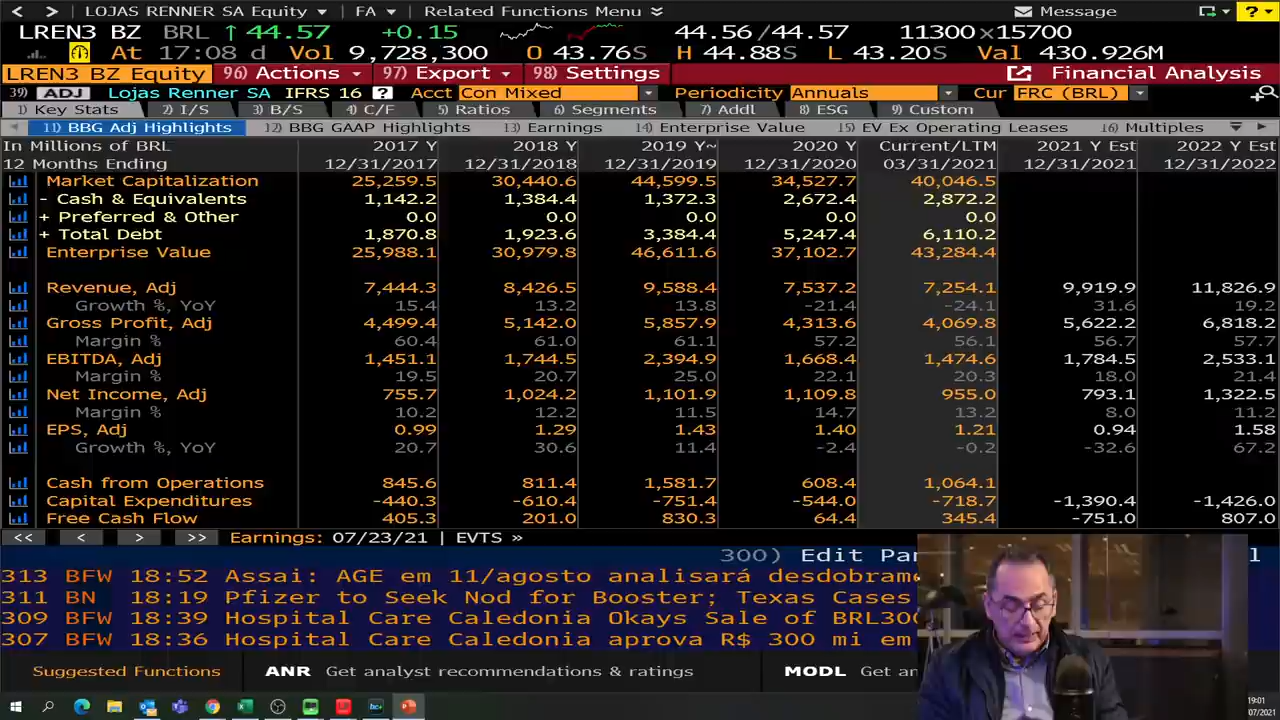 < > LOJAS RENNER SA Equity FA Related Functions Menu Message ?
LREN3 BZ BRL ↑ 44.57 +0.15 44.56/44.57 11300×15700
At 17:08 d Vol 9,728,300 O 43.76S H 44.88S L 43.20S Val 430.926M
LREN3 BZ Equity 96) Actions 97) Export 98) Settings Financial Analysis
39) ADJ Lojas Renner SA IFRS 16 ? Acct Con Mixed Periodicity Annuals Cur FRC (BRL)
1) Key Stats 2) I/S 3) B/S 4) C/F 5) Ratios 6) Segments 7) Addl 8) ESG 9) Custom
11) BBG Adj Highlights 12) BBG GAAP Highlights 13) Earnings 14) Enterprise Value 15) EV Ex Operating Leases 16) Multiples
In Millions of BRL 2017 Y 2018 Y 2019 Y~ 2020 Y Current/LTM 2021 Y Est 2022 Y Est
12 Months Ending 12/31/2017 12/31/2018 12/31/2019 12/31/2020 03/31/2021 12/31/2021 12/31/2022
Market Capitalization 25,259.5 30,440.6 44,599.5 34,527.7 40,046.5
- Cash & Equivalents 1,142.2 1,384.4 1,372.3 2,672.4 2,872.2
+ Preferred & Other 0.0 0.0 0.0 0.0 0.0
+ Total Debt 1,870.8 1,923.6 3,384.4 5,247.4 6,110.2
Enterprise Value 25,988.1 30,979.8 46,611.6 37,102.7 43,284.4
Revenue, Adj 7,444.3 8,426.5 9,588.4 7,537.2 7,254.1 9,919.9 11,826.9
Growth %, YoY 15.4 13.2 13.8 -21.4 -24.1 31.6 19.2
Gross Profit, Adj 4,499.4 5,142.0 5,857.9 4,313.6 4,069.8 5,622.2 6,818.2
Margin % 60.4 61.0 61.1 57.2 56.1 56.7 57.7
EBITDA, Adj 1,451.1 1,744.5 2,394.9 1,668.4 1,474.6 1,784.5 2,533.1
Margin % 19.5 20.7 25.0 22.1 20.3 18.0 21.4
Net Income, Adj 755.7 1,024.2 1,101.9 1,109.8 955.0 793.1 1,322.5
Margin % 10.2 12.2 11.5 14.7 13.2 8.0 11.2
EPS, Adj 0.99 1.29 1.43 1.40 1.21 0.94 1.58
Growth %, YoY 20.7 30.6 11.4 -2.4 -0.2 -32.6 67.2
Cash from Operations 845.6 811.4 1,581.7 608.4 1,064.1
Capital Expenditures -440.3 -610.4 -751.4 -544.0 -718.7 -1,390.4 -1,426.0
Free Cash Flow 405.3 201.0 830.3 64.4 345.4 -751.0 807.0
<< < > >> Earnings: 07/23/21 | EVTS »
300) Edit Pa
313 BFW 18:52 Assai: AGE em 11/agosto analisará desdobram
311 BN 18:19 Pfizer to Seek Nod for Booster; Texas Cases
309 BFW 18:39 Hospital Care Caledonia Okays Sale of BRL300
307 BFW 18:36 Hospital Care Caledonia aprova R$ 300 mi em
Suggested Functions ANR Get analyst recommendations & ratings MODL Get an
19:01
07/2021